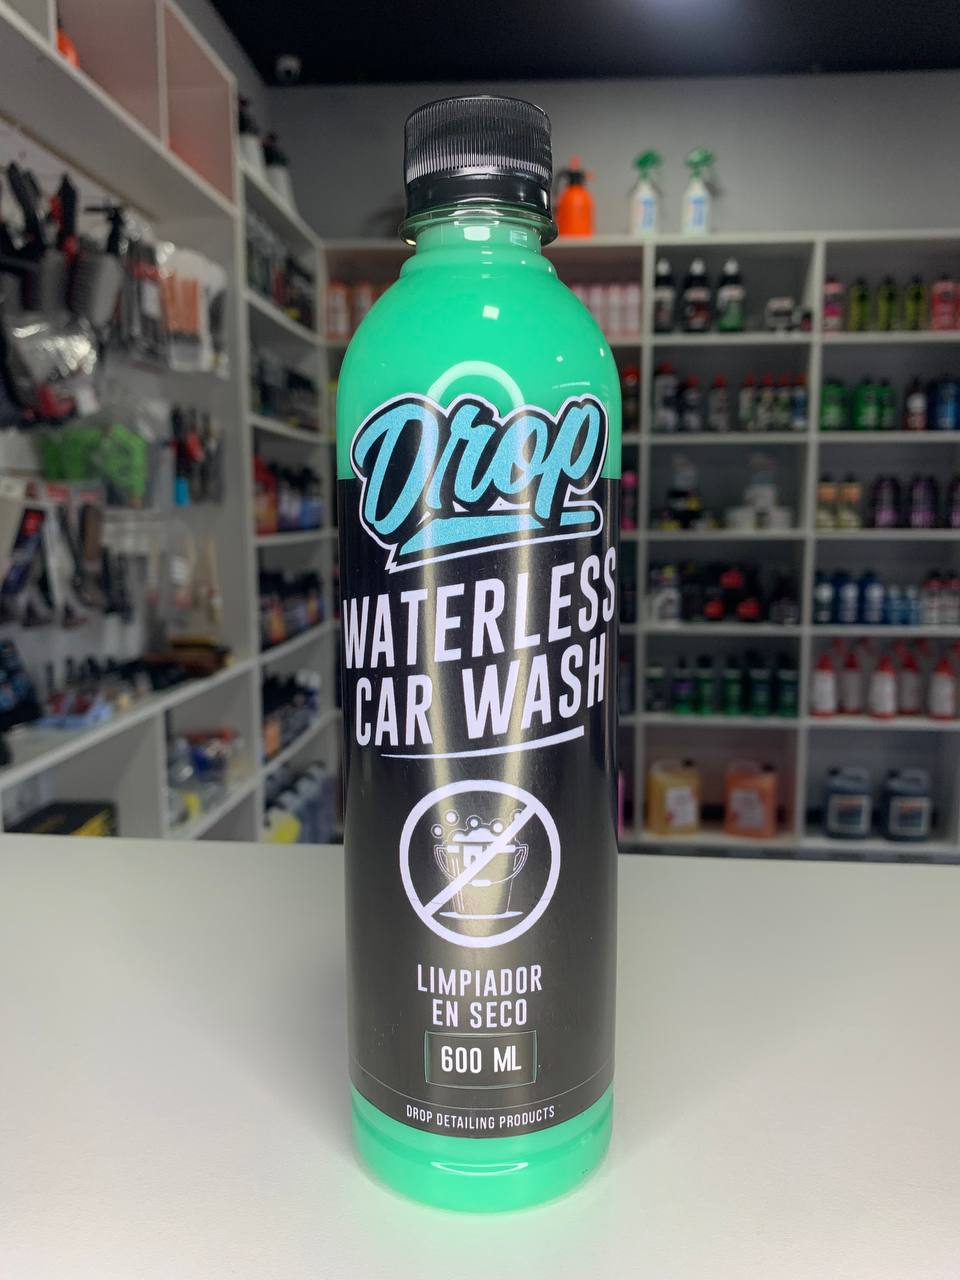 Drop
WATERLESS
CAR WASH
LIMPIADOR
EN SECO
600 ML
DROP DETAILING PRODUCTS